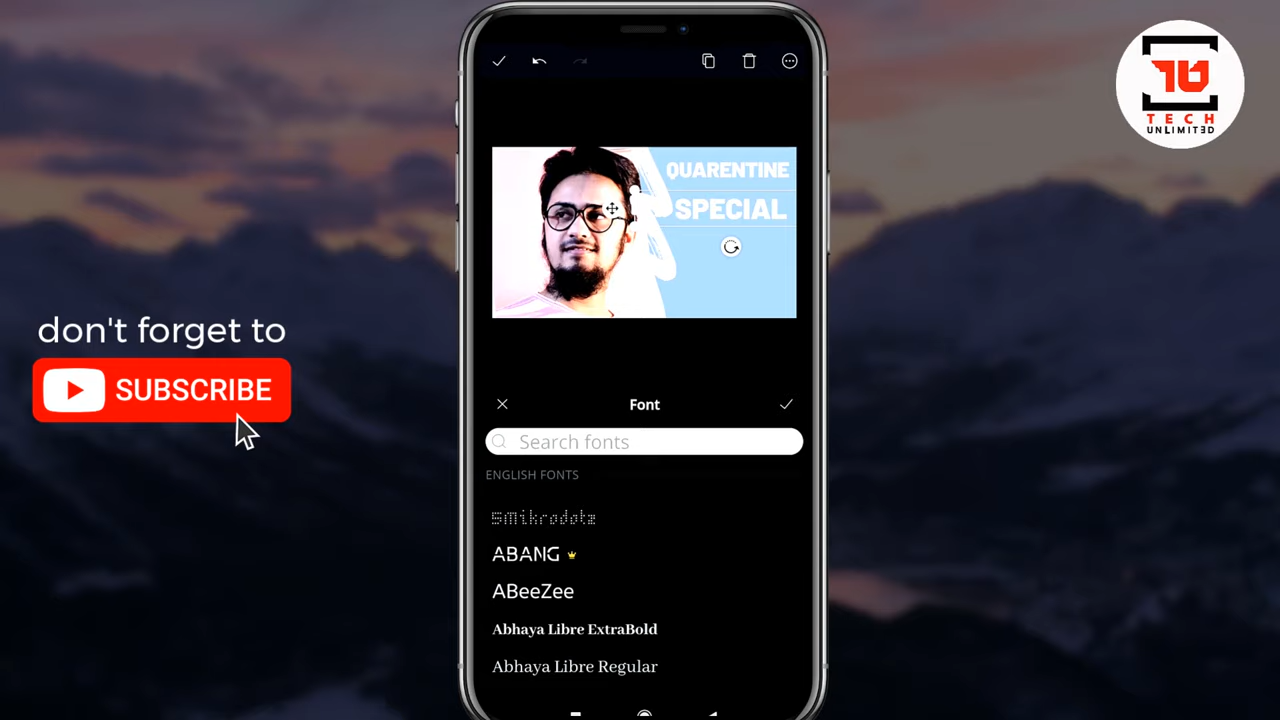 TECH
UNLIMITED
QUARENTINE
SPECIAL
don't forget to
SUBSCRIBE
Font
Search fonts
ENGLISH FONTS
5Mikrodotz
ABANG
ABeeZee
Abhaya Libre ExtraBold
Abhaya Libre Regular